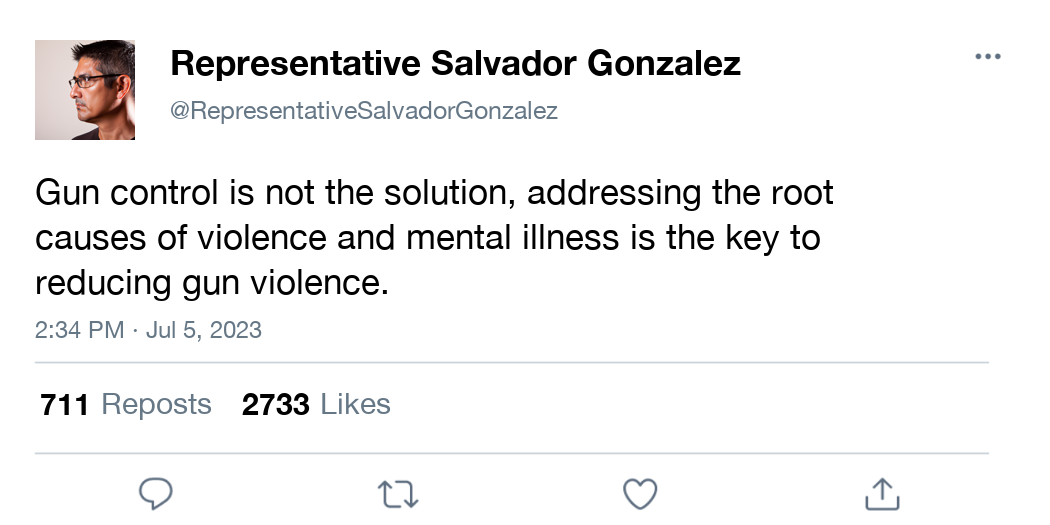 Representative Salvador Gonzalez
@RepresentativeSalvadorGonzalez
Gun control is not the solution, addressing the root
causes of violence and mental illness is the key to
reducing gun violence.
2:34 PM · Jul 5, 2023
711 Reposts 2733 Likes